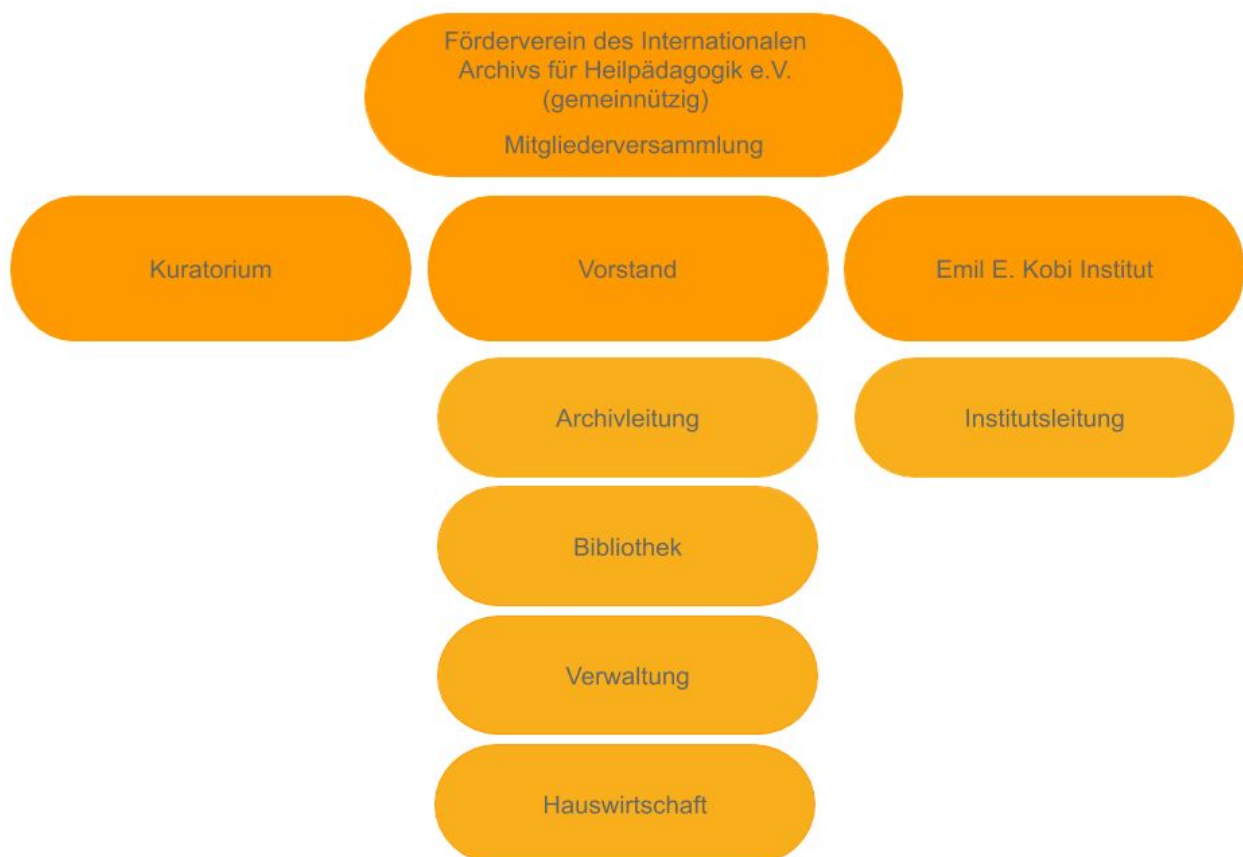 Förderverein des Internationalen
Archivs für Heilpädagogik e.V.
(gemeinnützig)
Mitgliederversammlung
Kuratorium
Vorstand
Emil E. Kobi Institut
Archivleitung
Institutsleitung
Bibliothek
Verwaltung
Hauswirtschaft